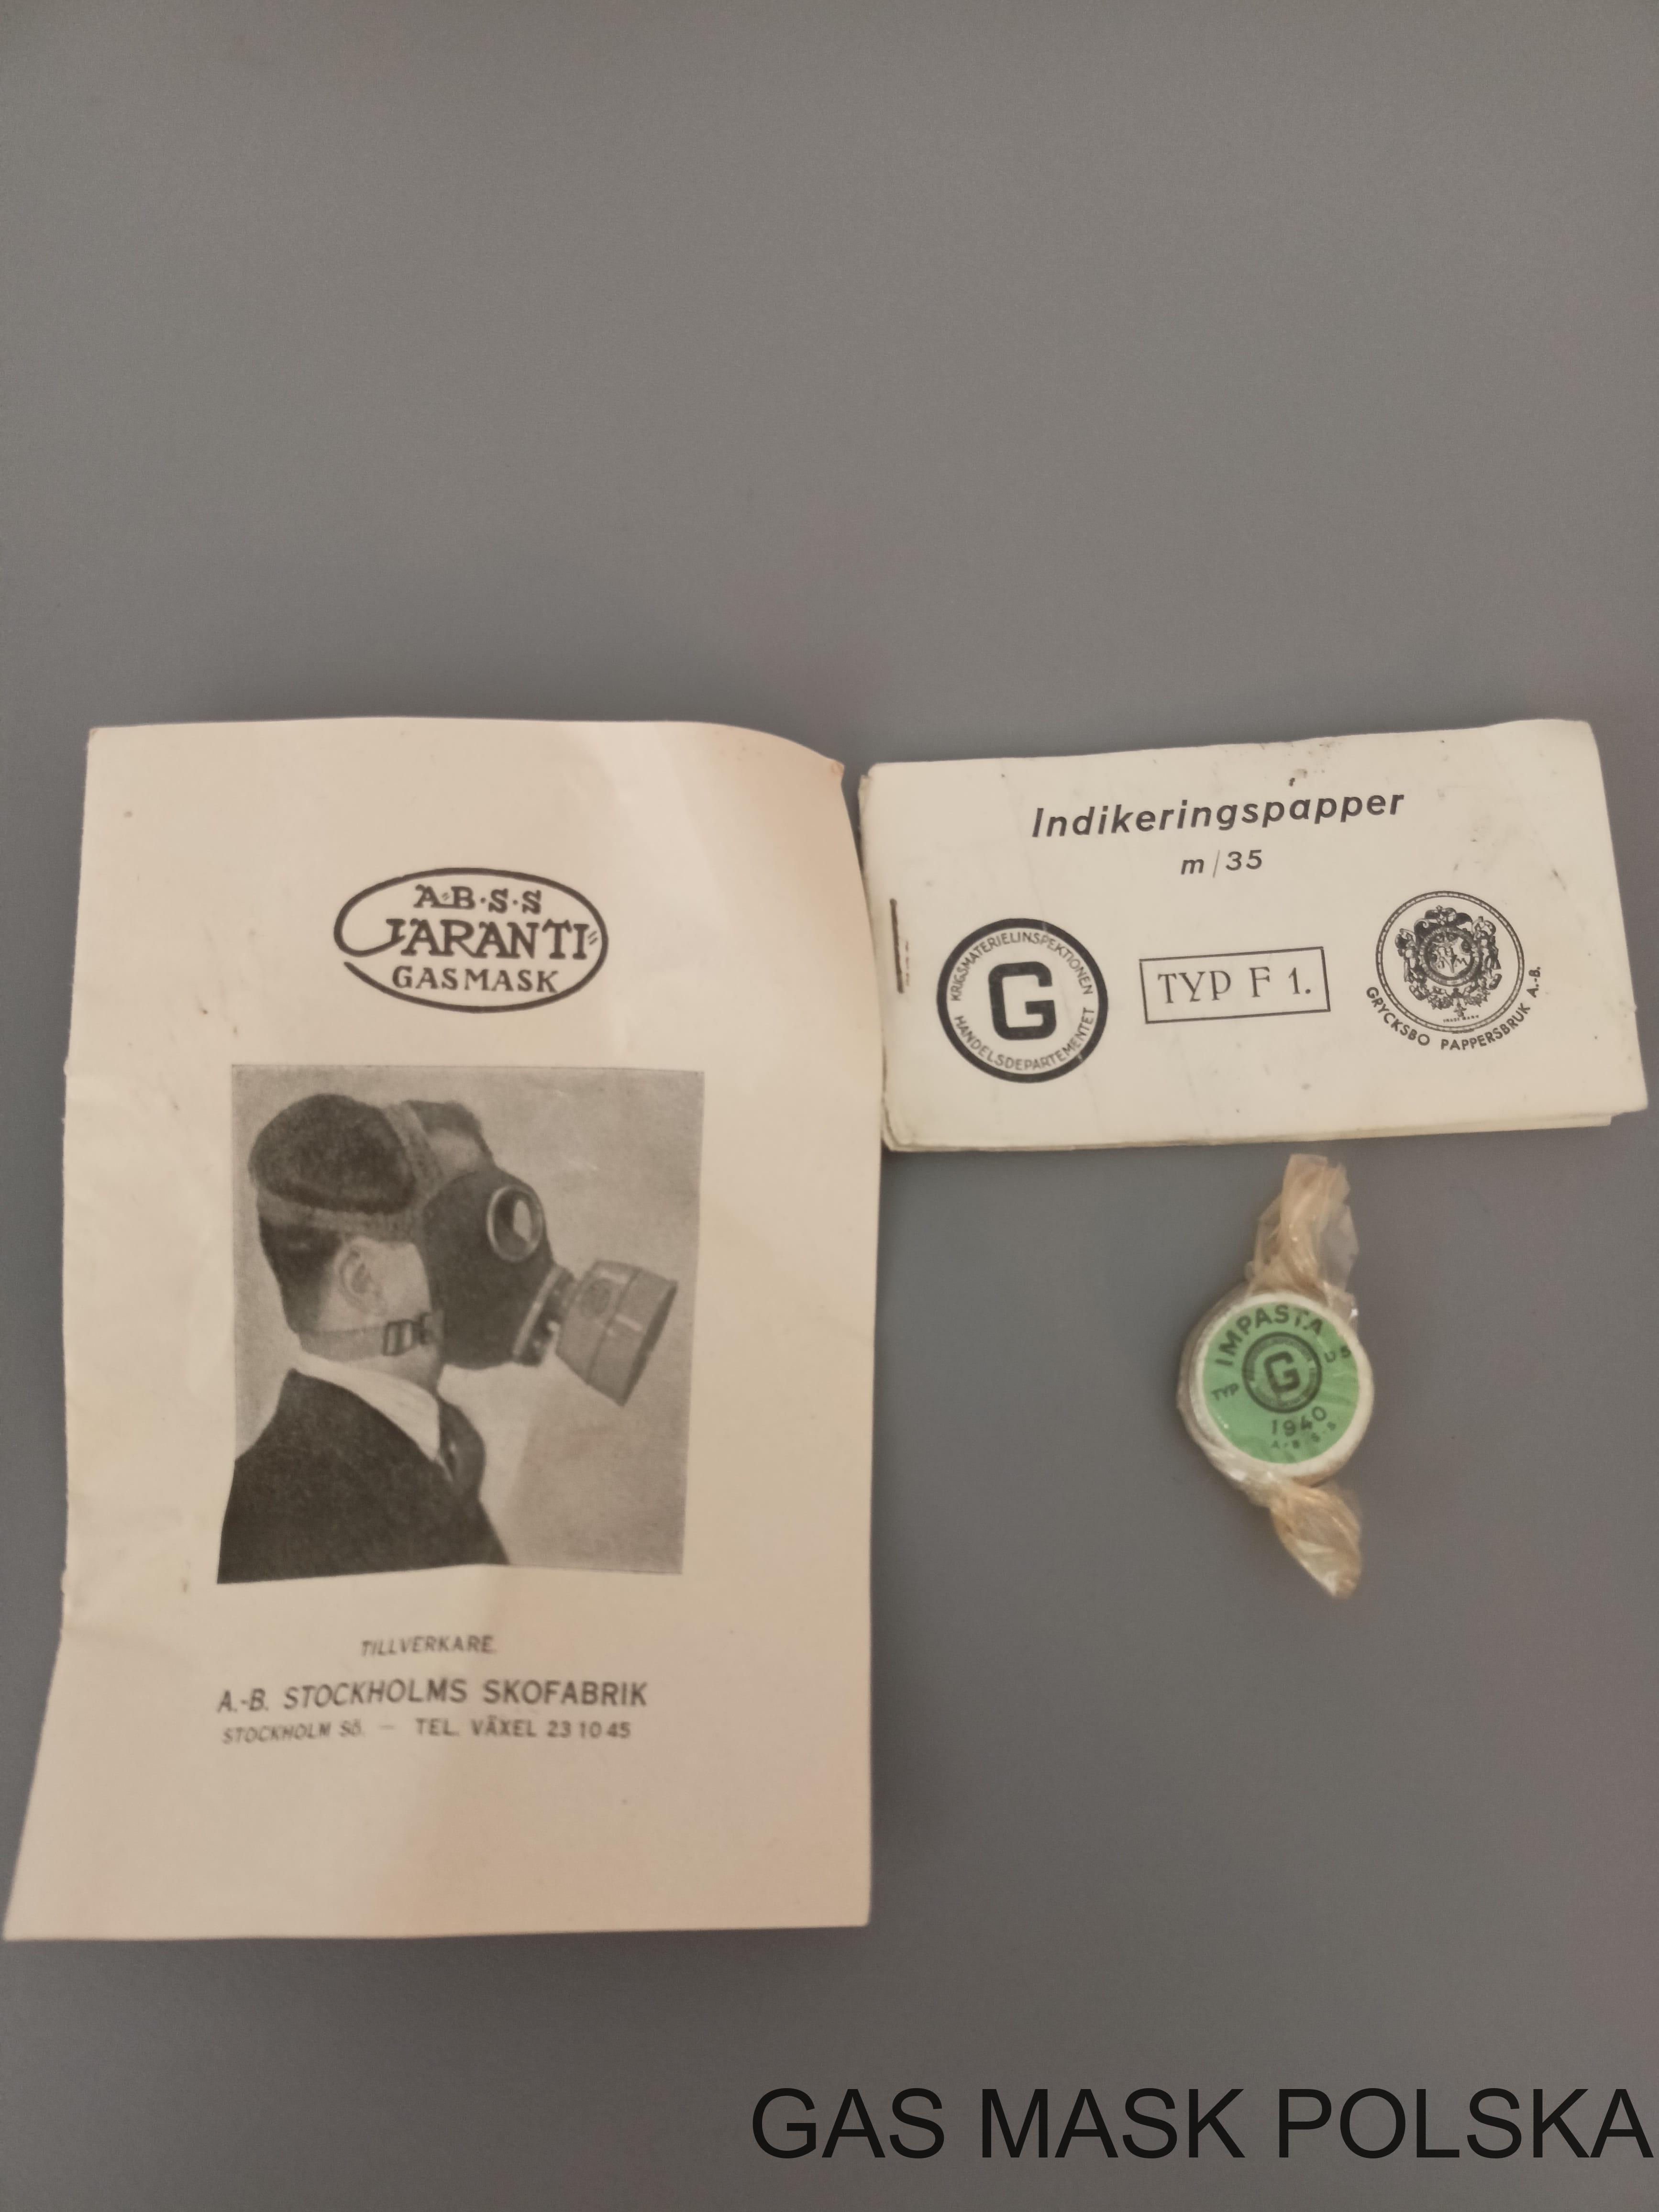 A-B·S·S
GARANTI
GASMASK
TILLVERKARE
A.-B. STOCKHOLMS SKOFABRIK
STOCKHOLM SÖ. — TEL. VÄXEL 23 10 45
Indikeringspapper
m/35
KRIGSMATERIELINSPEKTIONEN
G
HANDELSDEPARTEMENTET
TYP F 1.
GRYCKSBO PAPPERSBRUK A.-B.
IMPASTA
TYP G U S
1940
A·B·S·S
GAS MASK POLSKA